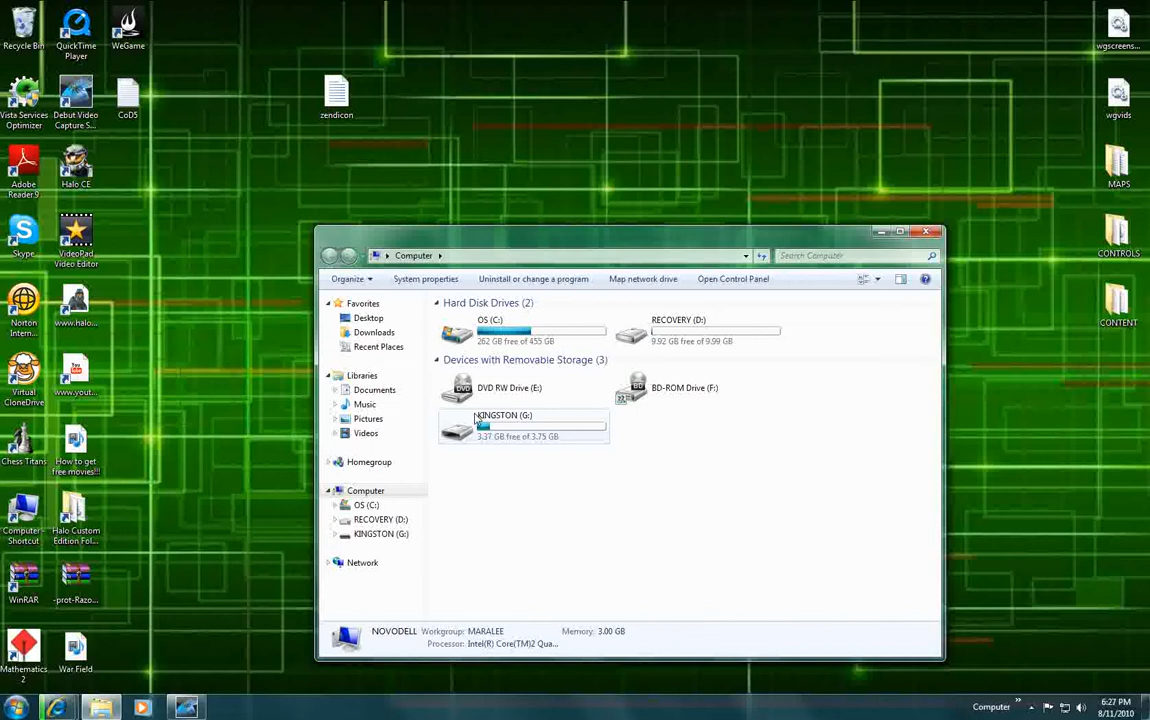 Recycle Bin
QuickTime
Player
WeGame
Vista Services
Optimizer
Debut Video
Capture S...
CoD5
zendicon
Adobe
Reader 9
Halo CE
Skype
VideoPad
Video Editor
Norton
Intern...
www.halo...
Virtual
CloneDrive
www.yout...
Chess Titans
How to get
free movies!!!
Computer -
Shortcut
Halo Custom
Edition Fol...
WinRAR
-prot-Razo...
Mathematics
2
War Field
wgscreens...
wgvids
MAPS
CONTROLS
CONTENT
Computer
Search Computer
Organize
System properties
Uninstall or change a program
Map network drive
Open Control Panel
Favorites
Desktop
Downloads
Recent Places
Libraries
Documents
Music
Pictures
Videos
Homegroup
Computer
OS (C:)
RECOVERY (D:)
KINGSTON (G:)
Network
Hard Disk Drives (2)
OS (C:)
262 GB free of 455 GB
RECOVERY (D:)
9.92 GB free of 9.99 GB
Devices with Removable Storage (3)
DVD RW Drive (E:)
BD-ROM Drive (F:)
KINGSTON (G:)
3.37 GB free of 3.75 GB
NOVODELL Workgroup: MARALEE Memory: 3.00 GB
Processor: Intel(R) Core(TM)2 Qua...
Computer
6:27 PM
8/11/2010